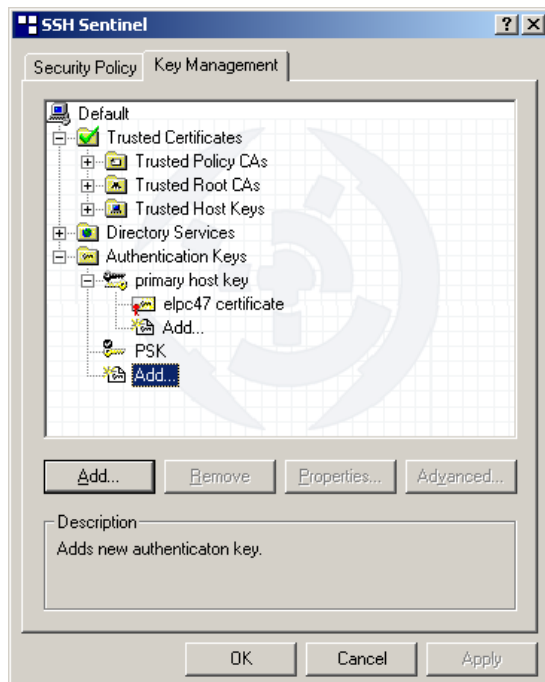 SSH Sentinel
Security Policy Key Management
Default
Trusted Certificates
Trusted Policy CAs
Trusted Root CAs
Trusted Host Keys
Directory Services
Authentication Keys
primary host key
elpc47 certificate
Add...
PSK
Add...
Add... Remove Properties... Advanced...
Description
Adds new authenticaton key.
OK Cancel Apply